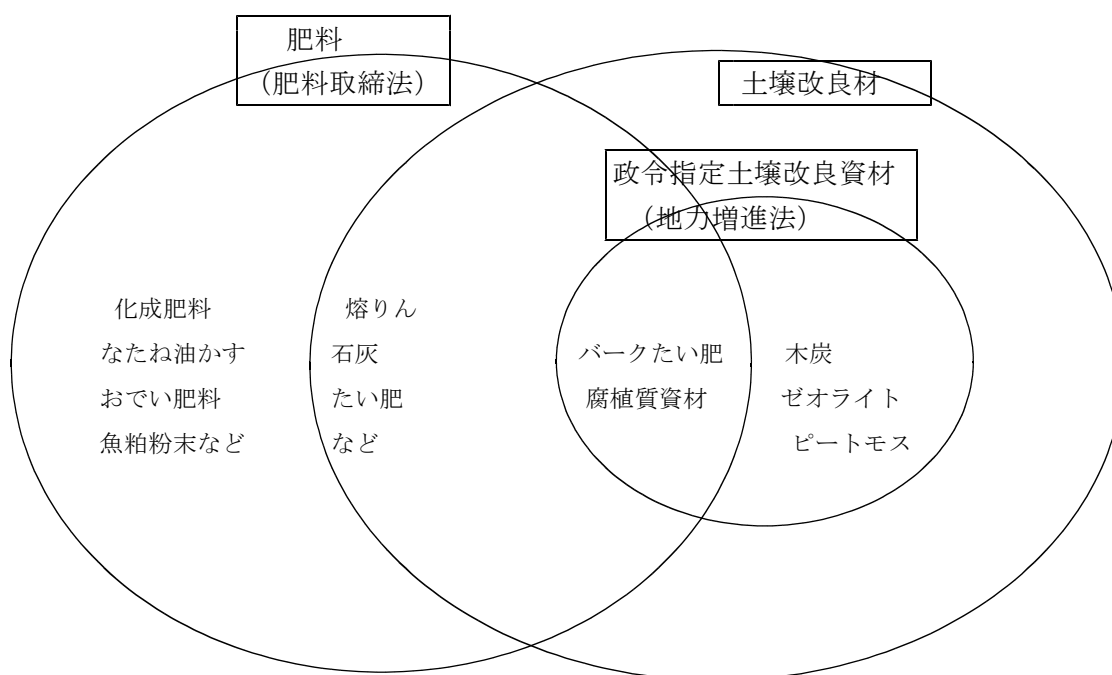 肥料
(肥料取締法)
土壌改良材
政令指定土壌改良資材
(地力増進法)
化成肥料
なたね油かす
おでい肥料
魚粕粉末など
熔りん
石灰
たい肥
など
バークたい肥
腐植質資材
木炭
ゼオライト
ピートモス